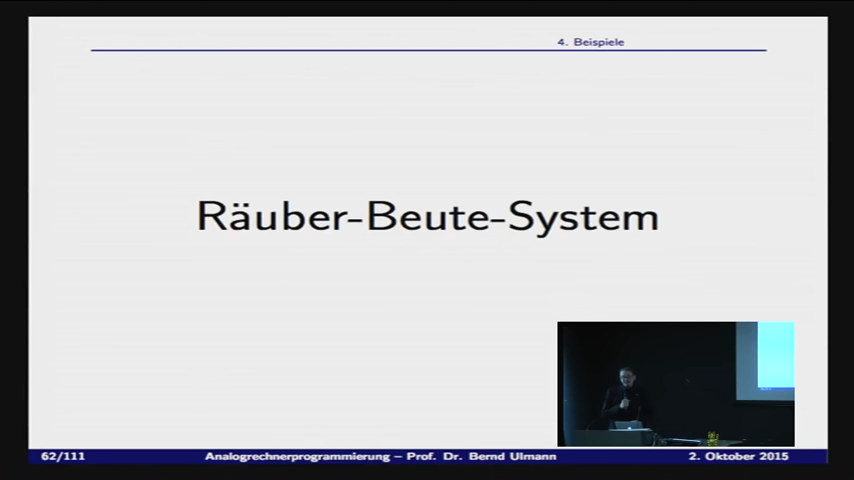 4. Beispiele
Räuber-Beute-System
62/111 Analogrechnerprogrammierung – Prof. Dr. Bernd Ulmann 2. Oktober 2015